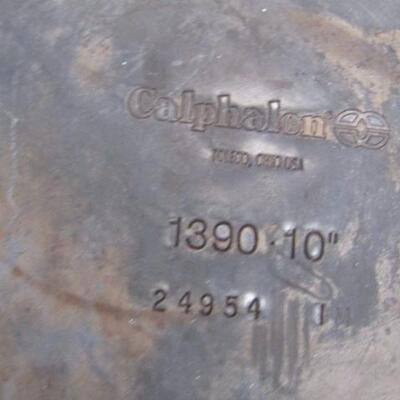 Calphalon
TOLEDO, OHIO USA
1390·10"
24954